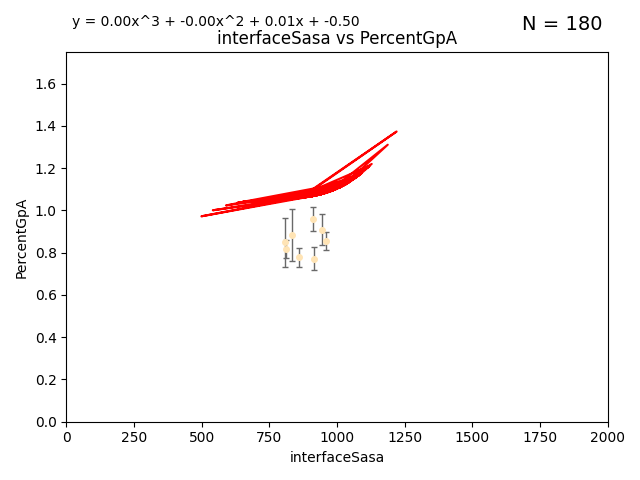 y = 0.00x^3 + -0.00x^2 + 0.01x + -0.50
N = 180
interfaceSasa vs PercentGpA
1.6
1.4
1.2
1.0
0.8
0.6
0.4
0.2
0.0
PercentGpA
0 250 500 750 1000 1250 1500 1750 2000
interfaceSasa